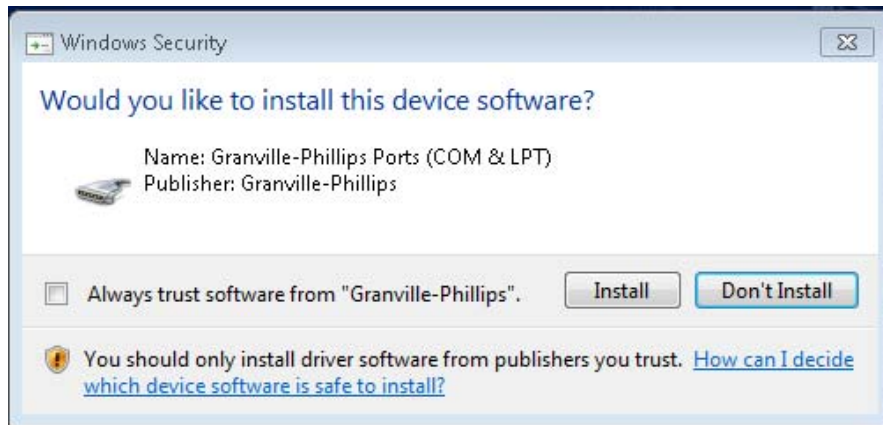 Windows Security
Would you like to install this device software?
Name: Granville-Phillips Ports (COM & LPT)
Publisher: Granville-Phillips
Always trust software from "Granville-Phillips".
Install
Don't Install
You should only install driver software from publishers you trust. How can I decide
which device software is safe to install?